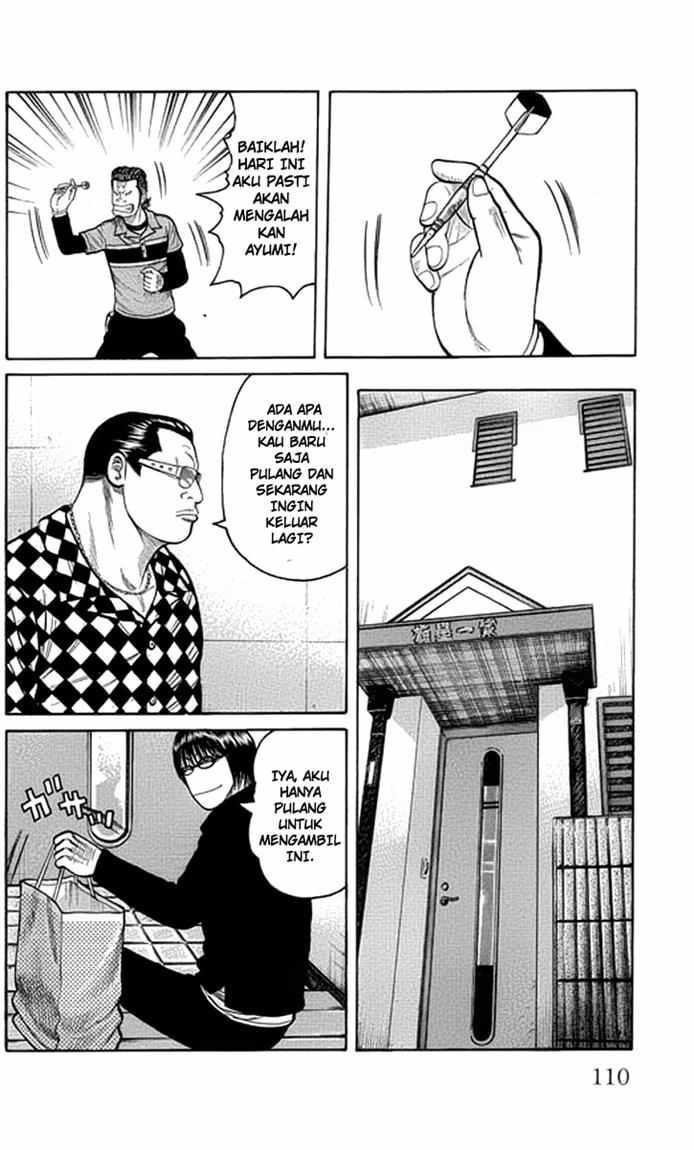 BAIKLAH!
HARI INI
AKU PASTI
AKAN
MENGALAH
KAN
AYUMI!
ADA APA
DENGANMU...
KAU BARU
SAJA
PULANG DAN
SEKARANG
INGIN
KELUAR
LAGI?
IYA, AKU
HANYA
PULANG
UNTUK
MENGAMBIL
INI.
ガサッ
110